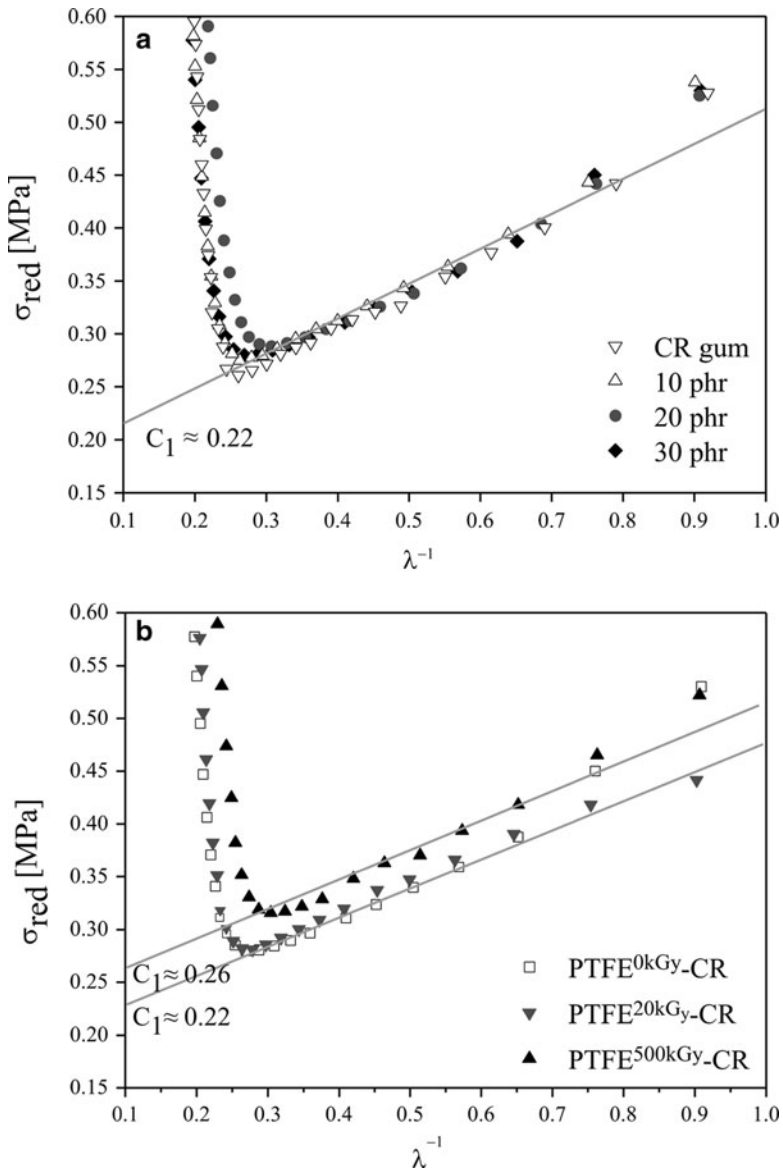 a
0.60
0.55
0.50
0.45
0.40
0.35
0.30
0.25
0.20
0.15
σred [MPa]
C1 ≈ 0.22
CR gum
10 phr
20 phr
30 phr
0.1 0.2 0.3 0.4 0.5 0.6 0.7 0.8 0.9 1.0
λ−1
b
0.60
0.55
0.50
0.45
0.40
0.35
0.30
0.25
0.20
0.15
σred [MPa]
C1≈ 0.26
C1≈ 0.22
PTFE0kGy-CR
PTFE20kGy-CR
PTFE500kGy-CR
0.1 0.2 0.3 0.4 0.5 0.6 0.7 0.8 0.9 1.0
λ−1